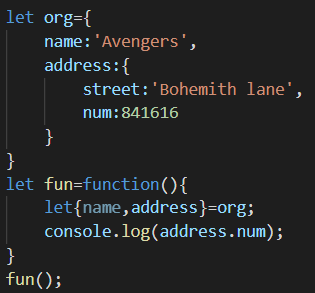 let org={
    name:'Avengers',
    address:{
        street:'Bohemith lane',
        num:841616
    }
}
let fun=function(){
    let{name,address}=org;
    console.log(address.num);
}
fun();